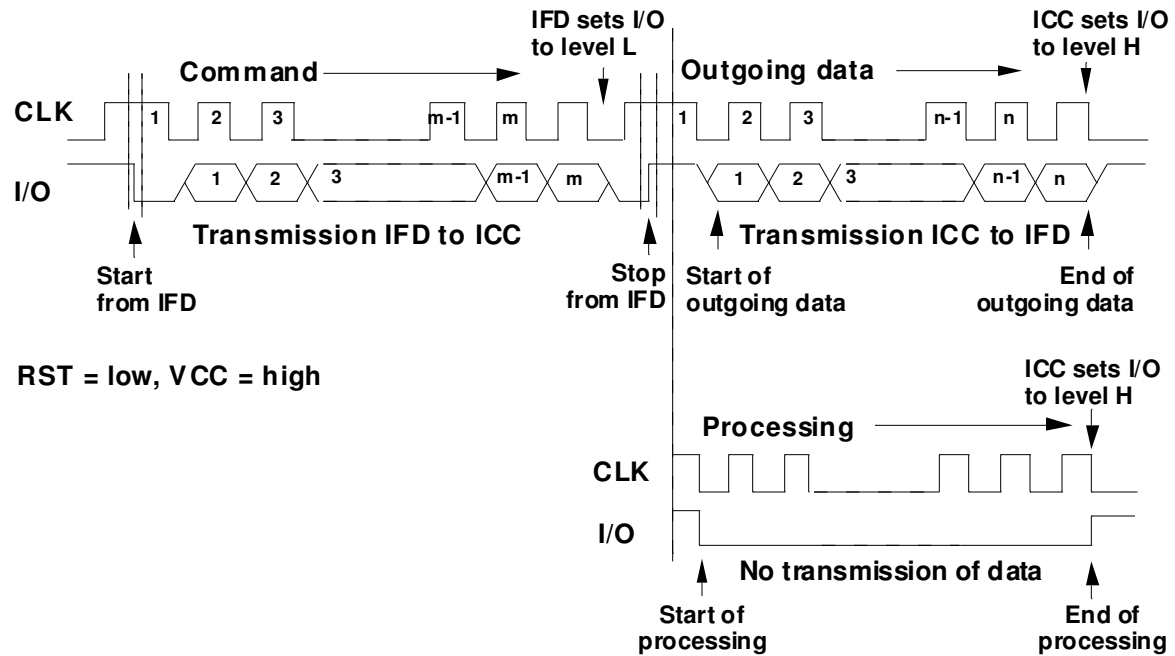 IFD sets I/O
to level L
ICC sets I/O
to level H
Command
Outgoing data
CLK
1 2 3 m-1 m 1 2 3 n-1 n
I/O
1 2 3 m-1 m 1 2 3 n-1 n
Transmission IFD to ICC
Transmission ICC to IFD
Start
from IFD
Stop
from IFD
Start of
outgoing data
End of
outgoing data
RST = low, VCC = high
ICC sets I/O
to level H
Processing
CLK
I/O
No transmission of data
Start of
processing
End of
processing